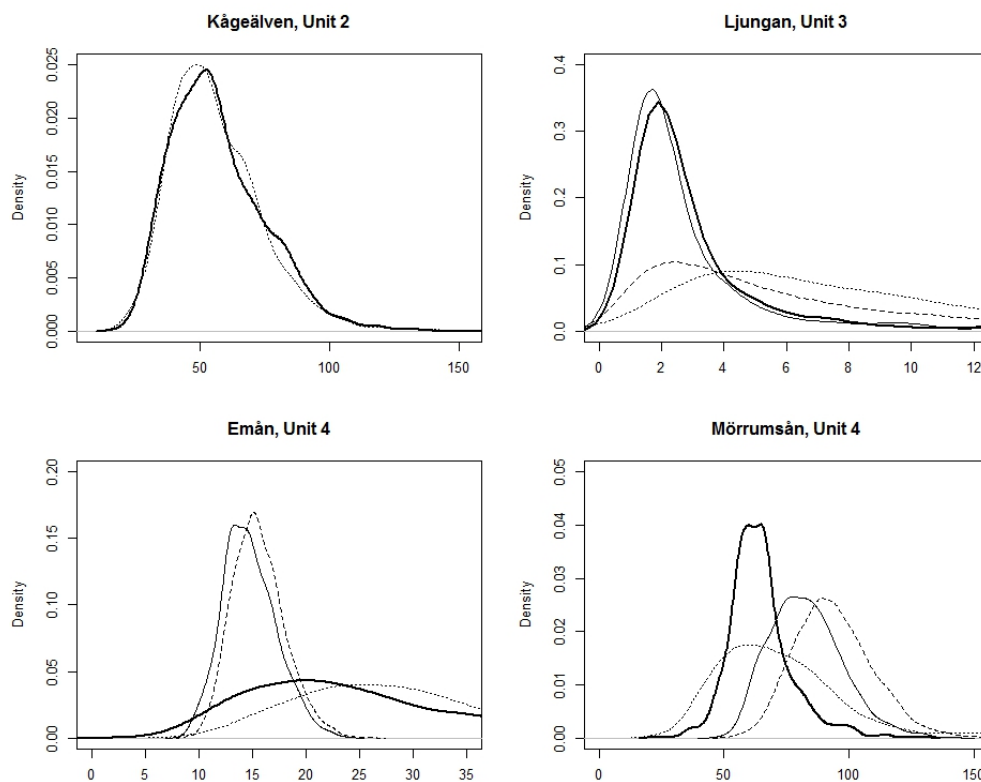 Kågeälven, Unit 2
Density
0.000 0.005 0.010 0.015 0.020 0.025
50 100 150
Ljungan, Unit 3
Density
0.0 0.1 0.2 0.3 0.4
0 2 4 6 8 10 12
Emån, Unit 4
Density
0.00 0.05 0.10 0.15 0.20
0 5 10 15 20 25 30 35
Mörrumsån, Unit 4
Density
0.00 0.01 0.02 0.03 0.04 0.05
0 50 100 150